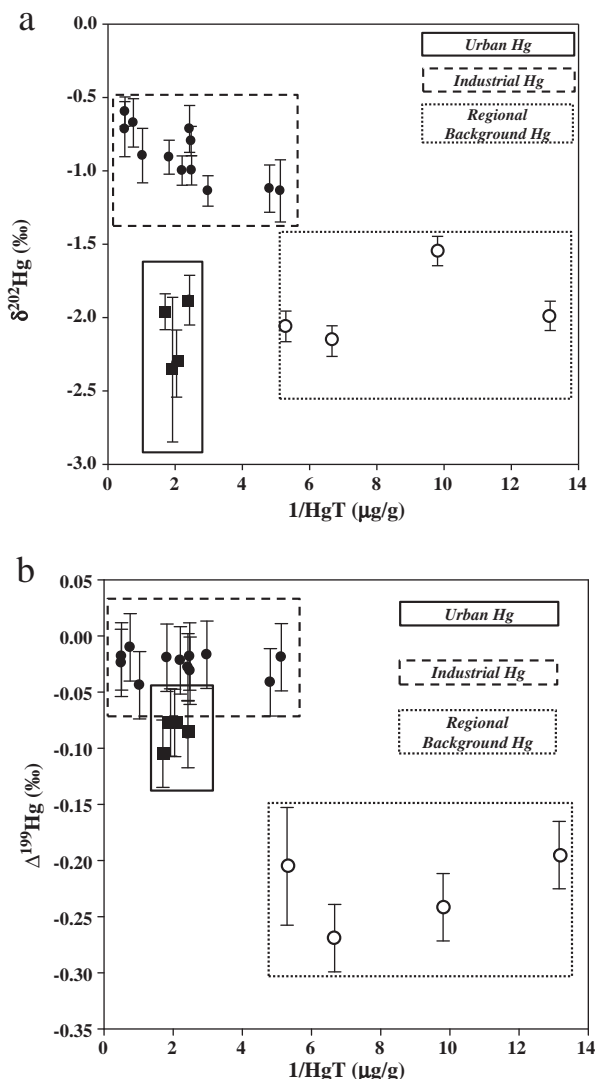 a
0.0
-0.5
-1.0
-1.5
-2.0
-2.5
-3.0
δ²⁰²Hg (‰)
Urban Hg
Industrial Hg
Regional
Background Hg
0 2 4 6 8 10 12 14
1/HgT (μg/g)
b
0.05
0.00
-0.05
-0.10
-0.15
-0.20
-0.25
-0.30
-0.35
Δ¹⁹⁹Hg (‰)
Urban Hg
Industrial Hg
Regional
Background Hg
0 2 4 6 8 10 12 14
1/HgT (μg/g)